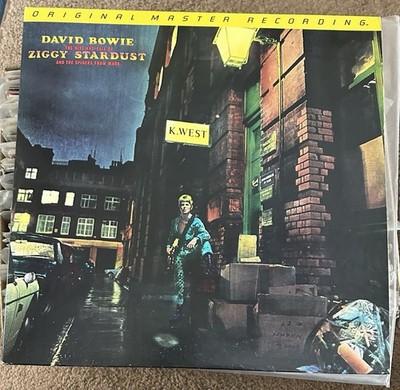 ORIGINAL MASTER RECORDING.
DAVID BOWIE
THE RISE AND FALL OF
ZIGGY STARDUST
AND THE SPIDERS FROM MARS
K.WEST